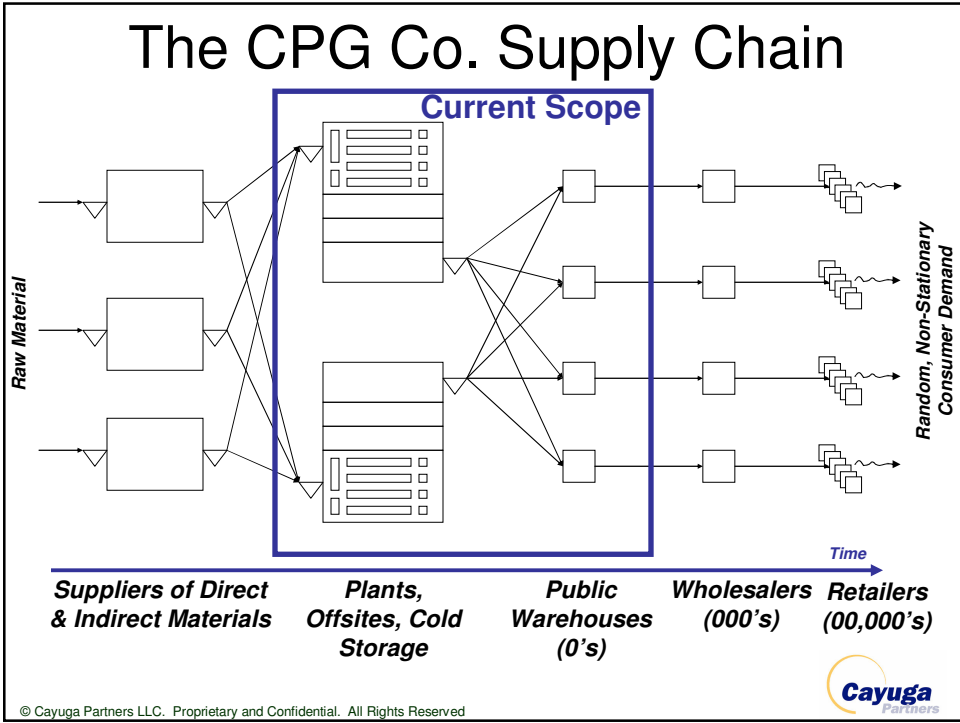 The CPG Co. Supply Chain
Current Scope
Raw Material
Random, Non-Stationary
Consumer Demand
Time
Suppliers of Direct
& Indirect Materials
Plants,
Offsites, Cold
Storage
Public
Warehouses
(0's)
Wholesalers
(000's)
Retailers
(00,000's)
Cayuga
Partners
© Cayuga Partners LLC. Proprietary and Confidential. All Rights Reserved